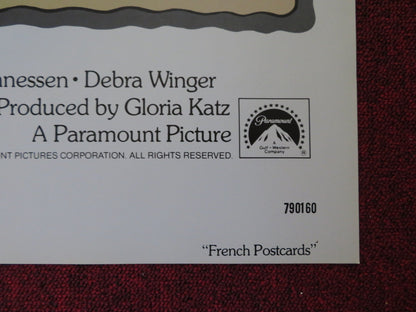 nnessen • Debra Winger
Produced by Gloria Katz
A Paramount Picture
NT PICTURES CORPORATION. ALL RIGHTS RESERVED.
Paramount
A
Gulf + Western
Company
®
790160
"French Postcards"